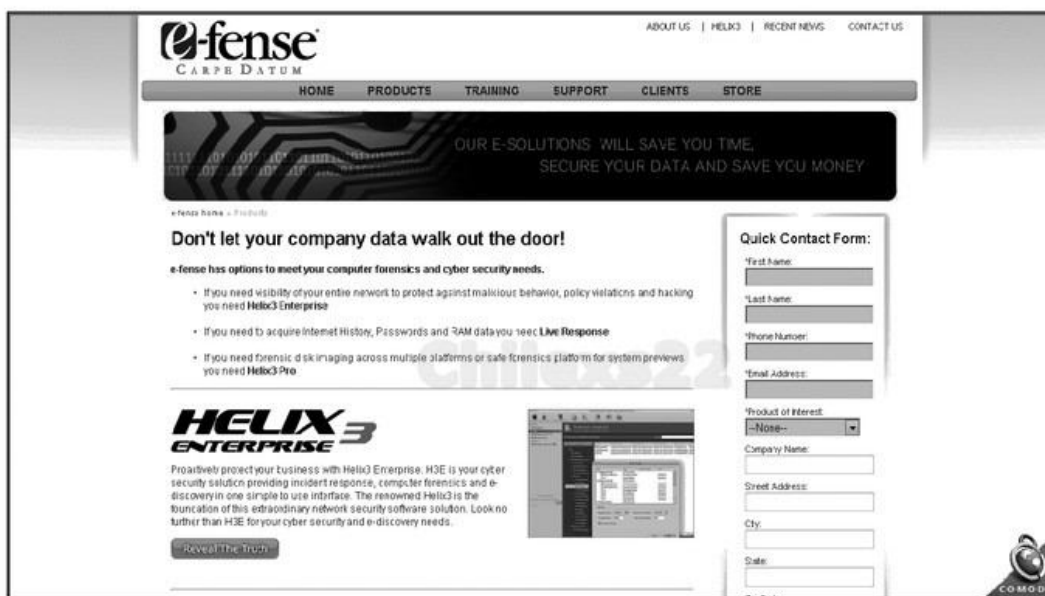 ABOUT US | HELIX3 | RECENT NEWS CONTACT US
e-fense
CARPE DATUM
HOME PRODUCTS TRAINING SUPPORT CLIENTS STORE
OUR E-SOLUTIONS WILL SAVE YOU TIME,
SECURE YOUR DATA AND SAVE YOU MONEY
e-fense home » Products
Don't let your company data walk out the door!
e-fense has options to meet your computer forensics and cyber security needs.
• If you need visibility of your entire network to protect against malicious behavior, policy violations and hacking
you need Helix3 Enterprise
• If you need to acquire Internet History, Passwords and RAM data you need Live Response
• If you need forensic disk imaging across multiple platforms or safe forensics platform for system previews
you need Helix3 Pro
Chilaxs22
HELIX 3
ENTERPRISE
Proactively protect your business with Helix3 Enterprise. H3E is your cyber
security solution providing incident response, computer forensics and e-
discovery in one simple to use interface. The renowned Helix3 is the
foundation of this extraordinary network security software solution. Look no
further than H3E for your cyber security and e-discovery needs.
Reveal The Truth
Quick Contact Form:
*First Name:
*Last Name:
*Phone Number:
*Email Address:
*Product of Interest:
--None--
Company Name:
Street Address:
City:
State:
COMOD